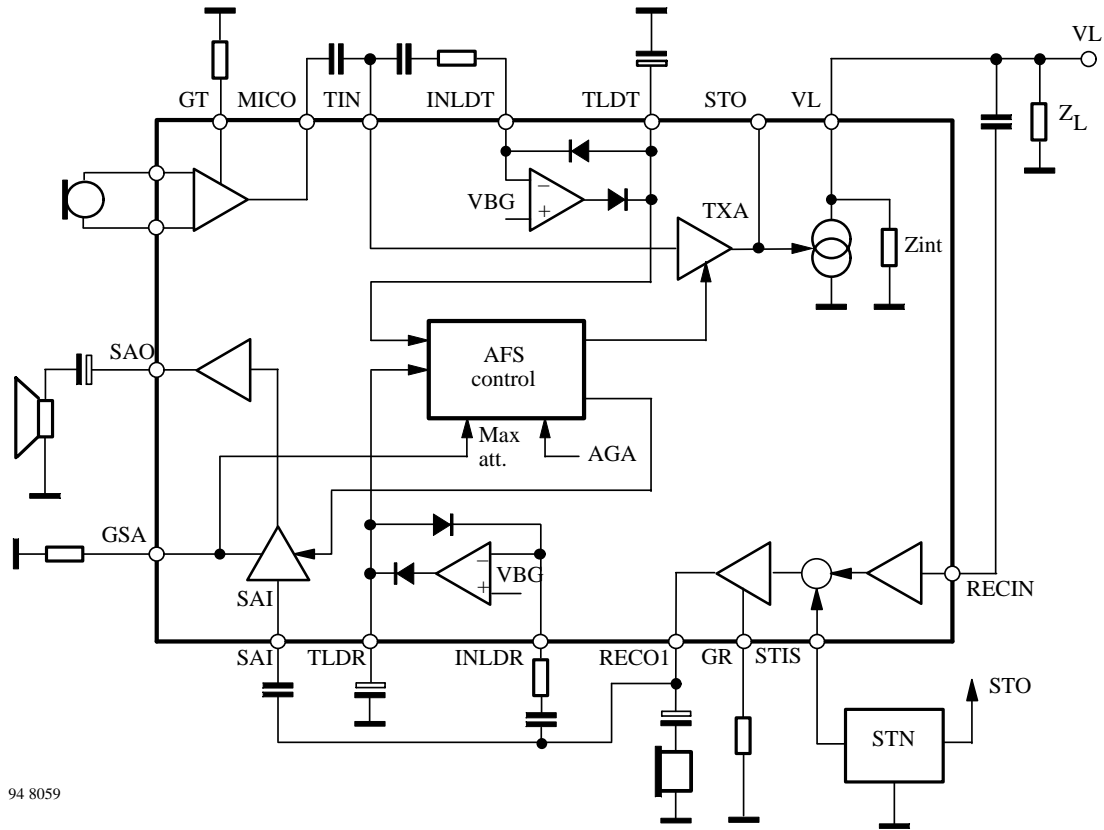 VL
GT
MICO
TIN
INLDT
TLDT
STO
VL
Z_L
VBG
−
+
TXA
Zint
SAO
AFS
control
Max
att.
AGA
GSA
−
+
VBG
SAI
RECIN
SAI
TLDR
INLDR
RECO1
GR
STIS
STO
STN
94 8059